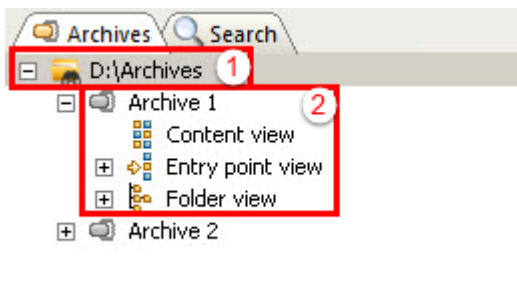 Archives Search
D:\Archives 1
Archive 1 2
Content view
Entry point view
Folder view
Archive 2